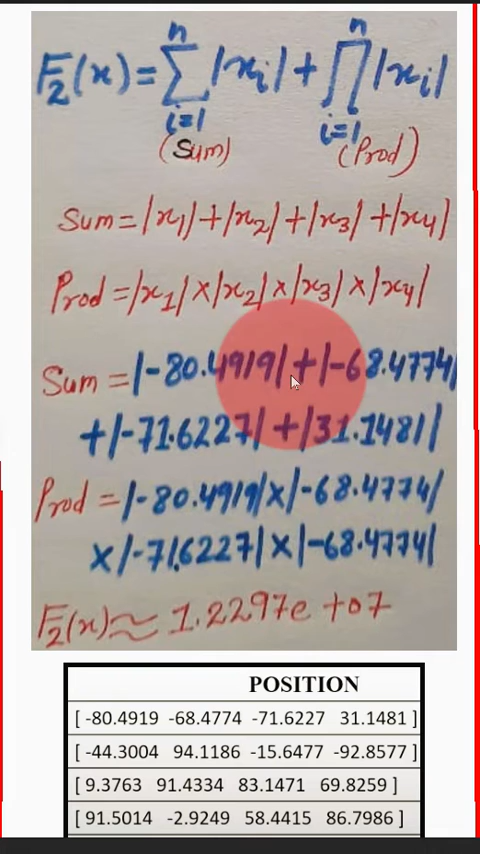 F₂(x) = ∑ⁿᵢ₌₁ |xᵢ| + ∏ⁿᵢ₌₁ |xᵢ|
(Sum) (Prod)
Sum = |x₁| + |x₂| + |x₃| + |x₄|
Prod = |x₁| × |x₂| × |x₃| × |x₄|
Sum = |-80.4919| + |-68.4774|
+ |-71.6227| + |31.1481|
Prod = |-80.4919| x |-68.4774|
x |-71.6227| x |-68.4774|
F₂(x) ≈ 1.2297e +07
POSITION
[ -80.4919 -68.4774 -71.6227 31.1481 ]
[ -44.3004 94.1186 -15.6477 -92.8577 ]
[ 9.3763 91.4334 83.1471 69.8259 ]
[ 91.5014 -2.9249 58.4415 86.7986 ]